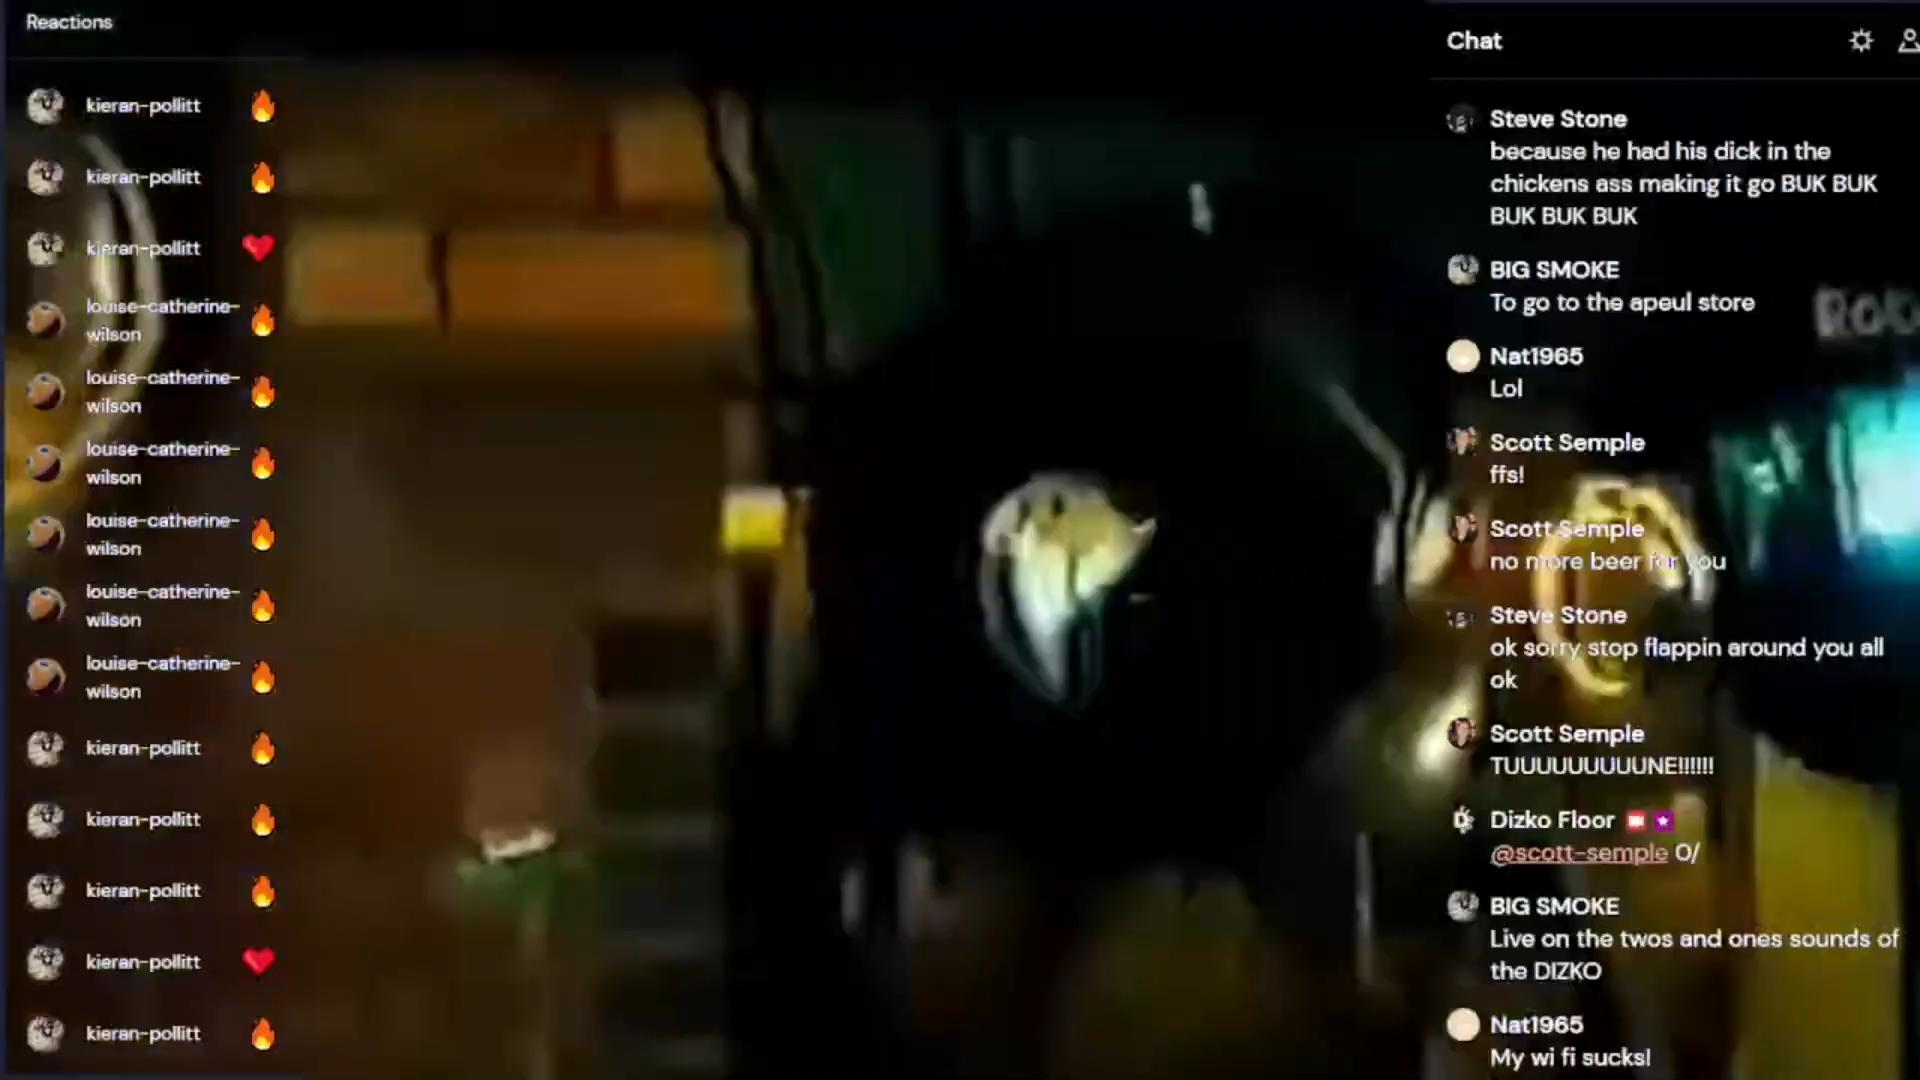 Reactions
kieran-pollitt
kieran-pollitt
kieran-pollitt
louise-catherine-
wilson
louise-catherine-
wilson
louise-catherine-
wilson
louise-catherine-
wilson
louise-catherine-
wilson
louise-catherine-
wilson
kieran-pollitt
kieran-pollitt
kieran-pollitt
kieran-pollitt
kieran-pollitt
Chat
Steve Stone
because he had his dick in the
chickens ass making it go BUK BUK
BUK BUK BUK
BIG SMOKE
To go to the apeul store
Nat1965
Lol
Scott Semple
ffs!
Scott Semple
no more beer for you
Steve Stone
ok sorry stop flappin around you all
ok
Scott Semple
TUUUUUUUUUNE!!!!!!
Dizko Floor
@scott-semple O/
BIG SMOKE
Live on the twos and ones sounds of
the DIZKO
Nat1965
My wi fi sucks!